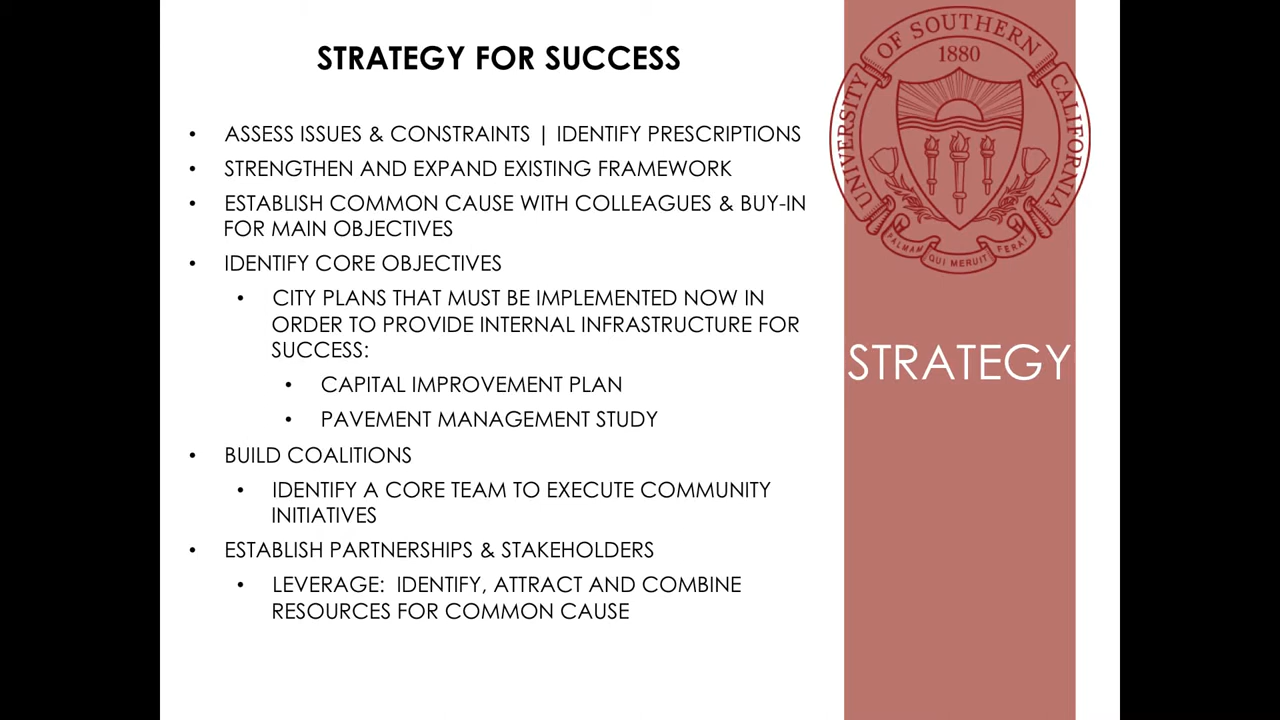 STRATEGY FOR SUCCESS
• ASSESS ISSUES & CONSTRAINTS | IDENTIFY PRESCRIPTIONS
• STRENGTHEN AND EXPAND EXISTING FRAMEWORK
• ESTABLISH COMMON CAUSE WITH COLLEAGUES & BUY-IN
FOR MAIN OBJECTIVES
• IDENTIFY CORE OBJECTIVES
• CITY PLANS THAT MUST BE IMPLEMENTED NOW IN
ORDER TO PROVIDE INTERNAL INFRASTRUCTURE FOR
SUCCESS:
• CAPITAL IMPROVEMENT PLAN
• PAVEMENT MANAGEMENT STUDY
• BUILD COALITIONS
• IDENTIFY A CORE TEAM TO EXECUTE COMMUNITY
INITIATIVES
• ESTABLISH PARTNERSHIPS & STAKEHOLDERS
• LEVERAGE:  IDENTIFY, ATTRACT AND COMBINE
RESOURCES FOR COMMON CAUSE
UNIVERSITY OF SOUTHERN CALIFORNIA
1880
PALMAM QUI MERUIT FERAT
STRATEGY